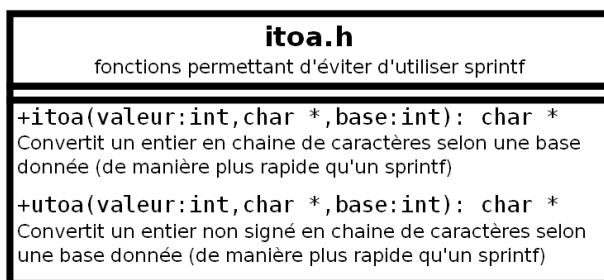 itoa.h
fonctions permettant d'éviter d'utiliser sprintf
+itoa(valeur:int,char *,base:int): char *
Convertit un entier en chaine de caractères selon une base
donnée (de manière plus rapide qu'un sprintf)
+utoa(valeur:int,char *,base:int): char *
Convertit un entier non signé en chaine de caractères selon
une base donnée (de manière plus rapide qu'un sprintf)